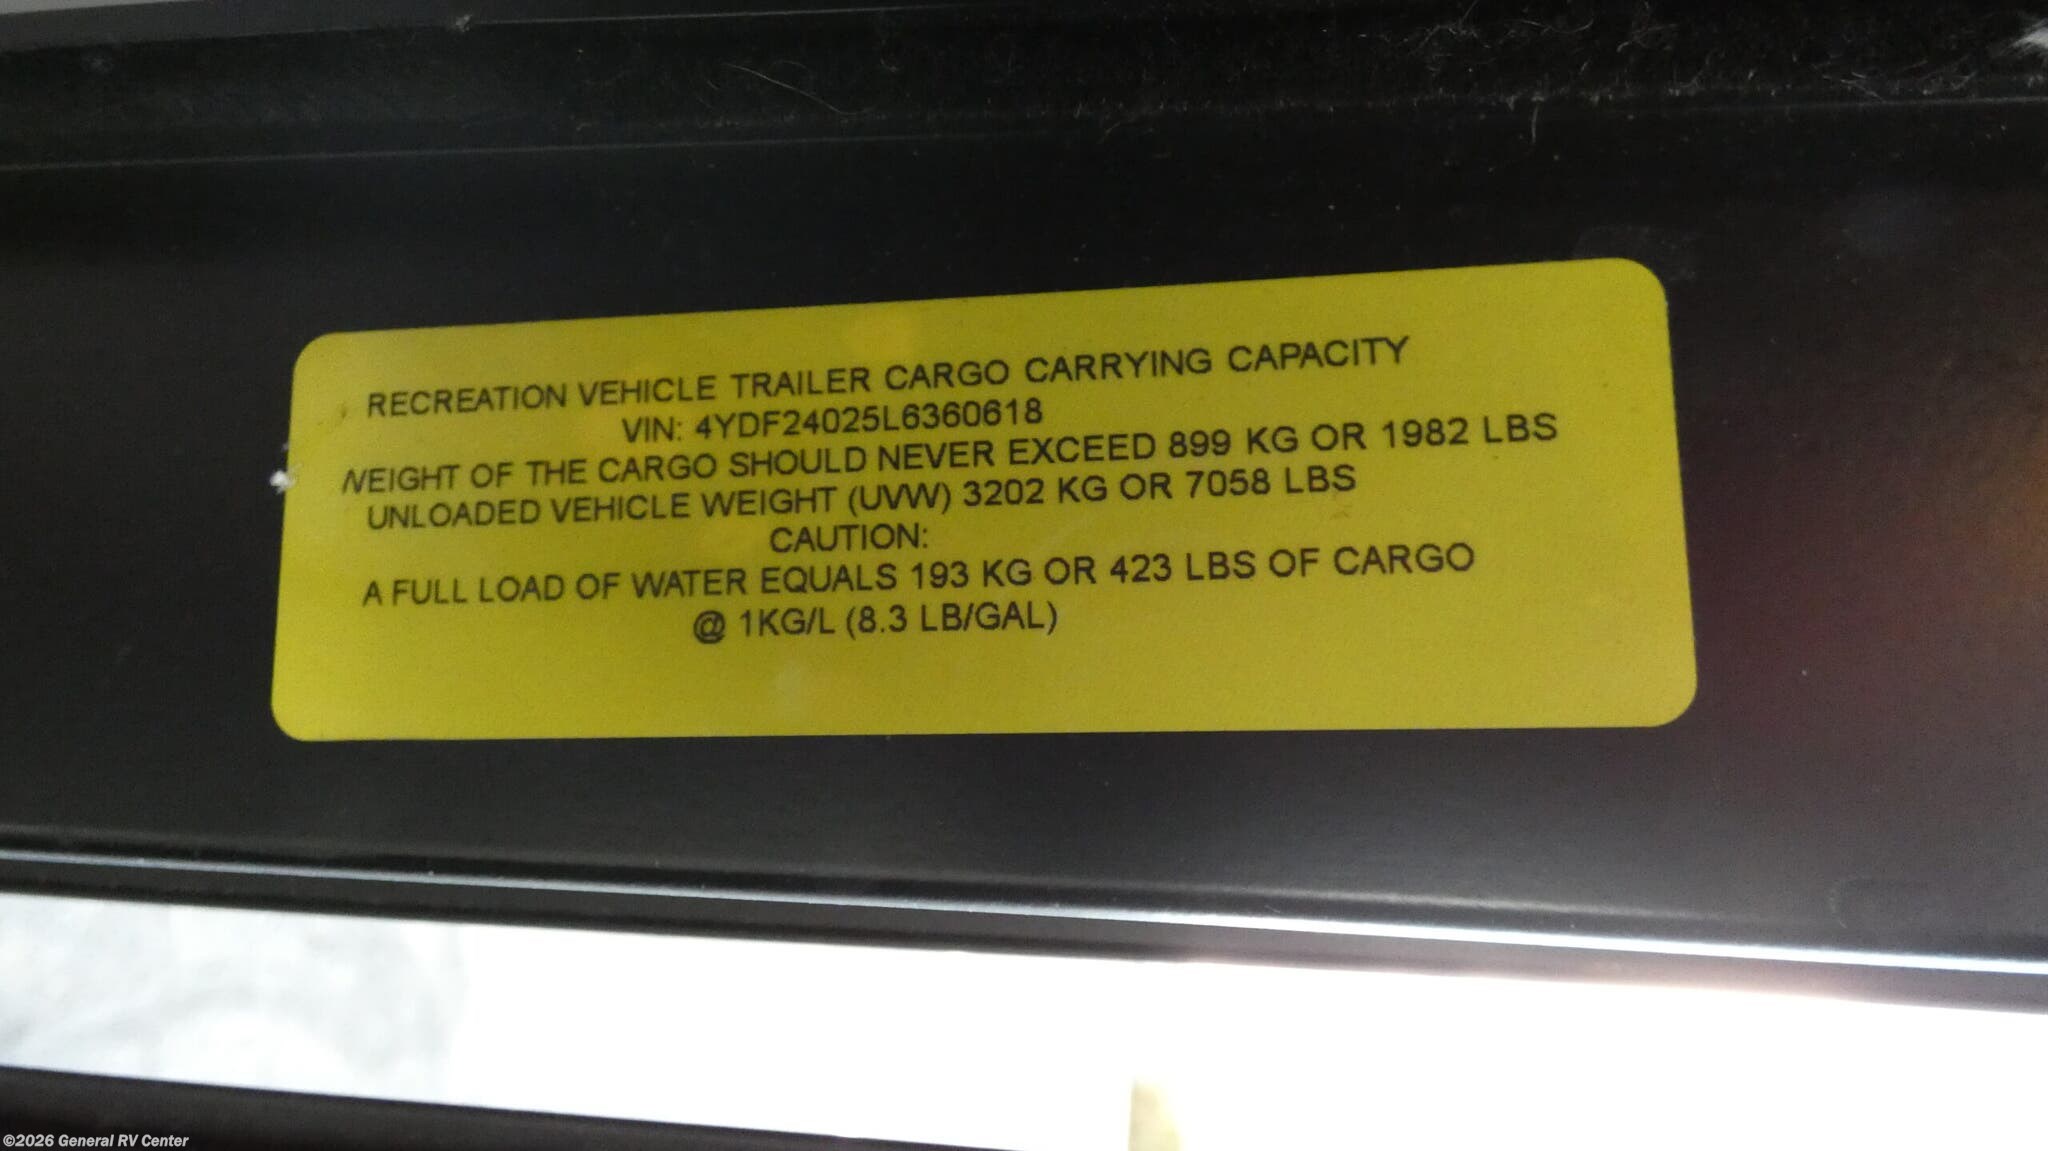 RECREATION VEHICLE TRAILER CARGO CARRYING CAPACITY
VIN: 4YDF24025L6360618
WEIGHT OF THE CARGO SHOULD NEVER EXCEED 899 KG OR 1982 LBS
UNLOADED VEHICLE WEIGHT (UVW) 3202 KG OR 7058 LBS
CAUTION:
A FULL LOAD OF WATER EQUALS 193 KG OR 423 LBS OF CARGO
@ 1KG/L (8.3 LB/GAL)
©2026 General RV Center